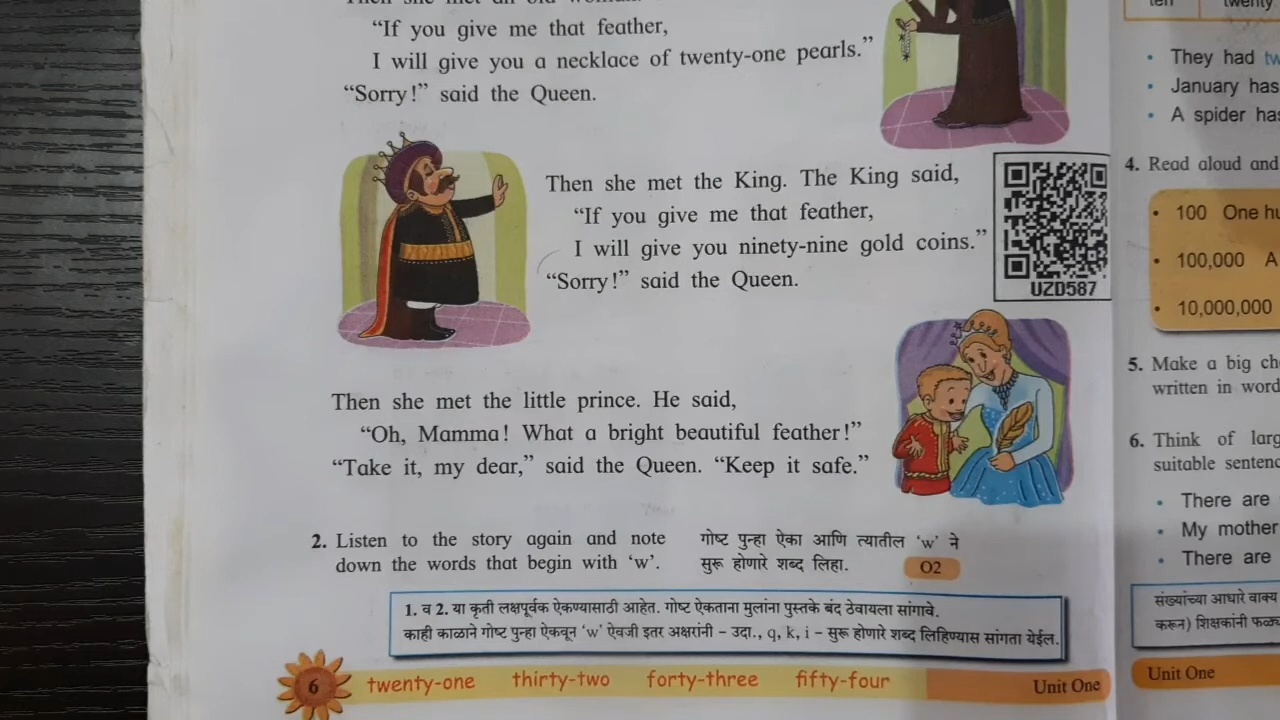 “If you give me that feather,
I will give you a necklace of twenty-one pearls.”
“Sorry!” said the Queen.
Then she met the King. The King said,
“If you give me that feather,
I will give you ninety-nine gold coins.”
“Sorry!” said the Queen.
UZD587
Then she met the little prince. He said,
“Oh, Mamma! What a bright beautiful feather!”
“Take it, my dear,” said the Queen. “Keep it safe.”
2. Listen to the story again and note
down the words that begin with ‘w’.
गोष्ट पुन्हा ऐका आणि त्यातील ‘w’ ने
सुरू होणारे शब्द लिहा.
O2
1. व 2. या कृती लक्षपूर्वक ऐकण्यासाठी आहेत. गोष्ट ऐकताना मुलांना पुस्तके बंद ठेवायला सांगावे.
काही काळाने गोष्ट पुन्हा ऐकवून ‘w’ ऐवजी इतर अक्षरांनी – उदा., q, k, i – सुरू होणारे शब्द लिहिण्यास सांगता येईल.
6 twenty-one thirty-two forty-three fifty-four Unit One
• They had
• January has
• A spider
4. Read aloud and
• 100 One
• 100,000 A
• 10,000,000
5. Make a big
written in
6. Think of
suitable
• There are
• My mother
• There are
संख्यांच्या आधारे वाक्य
करून) शिक्षकांनी
Unit One